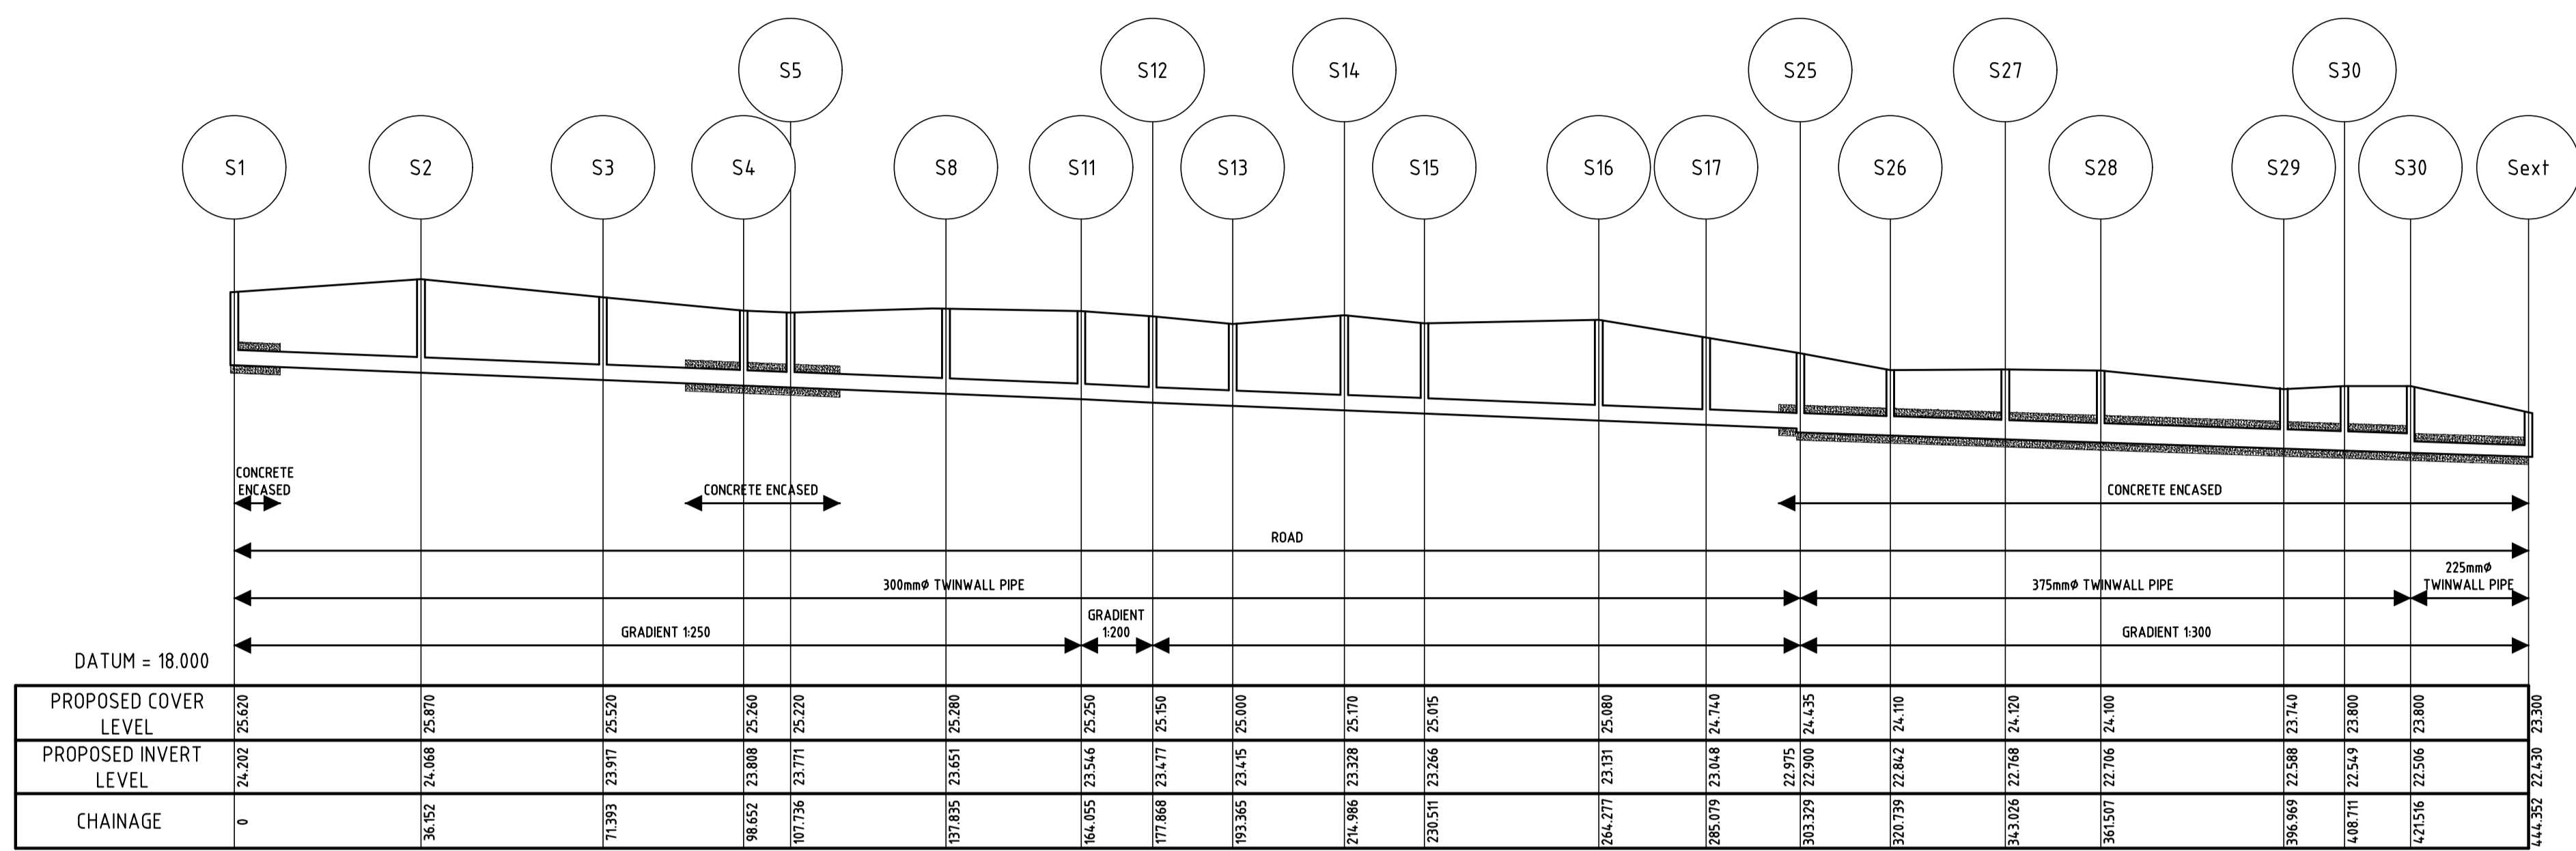 S5
S12
S14
S25
S27
S30
S1
S2
S3
S4
S8
S11
S13
S15
S16
S17
S26
S28
S29
S30
Sext
CONCRETE
ENCASED
CONCRETE ENCASED
CONCRETE ENCASED
ROAD
300mmØ TWINWALL PIPE
375mmØ TWINWALL PIPE
225mmØ
TWINWALL PIPE
GRADIENT 1:250
GRADIENT
1:200
GRADIENT 1:300
DATUM = 18.000
PROPOSED COVER
LEVEL
25.620
25.870
25.520
25.260
25.220
25.280
25.250
25.150
25.000
25.170
25.015
25.080
24.740
24.435
24.110
24.120
24.100
23.740
23.800
23.800
23.300
PROPOSED INVERT
LEVEL
24.202
24.068
23.917
23.808
23.771
23.651
23.546
23.477
23.415
23.328
23.266
23.131
23.048
22.975
22.900
22.842
22.768
22.706
22.588
22.549
22.506
22.430
CHAINAGE
0
36.152
71.393
98.652
107.736
137.835
164.055
177.868
193.365
214.986
230.511
264.277
285.079
303.329
320.739
343.026
361.507
396.969
408.711
421.516
444.352